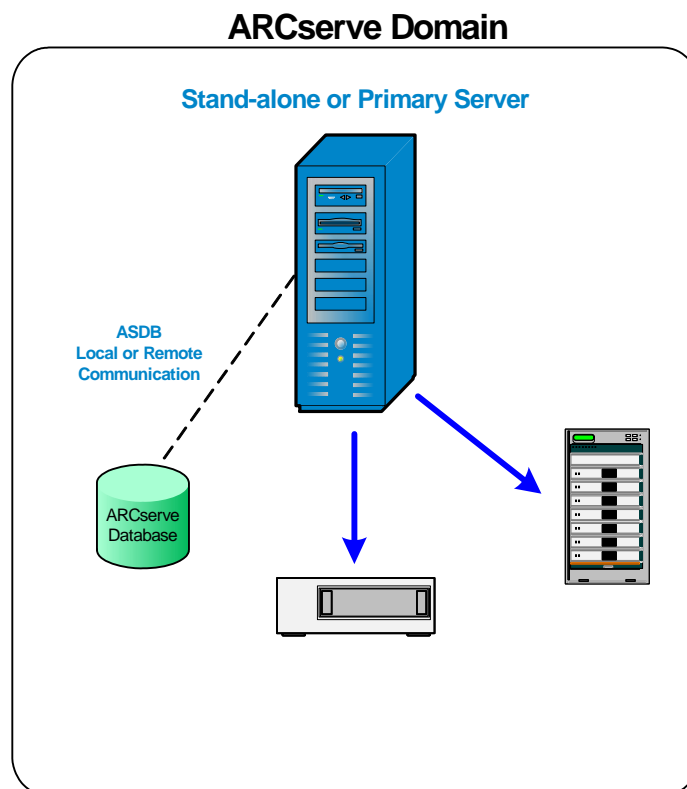 ARCserve Domain
Stand-alone or Primary Server
ASDB
Local or Remote
Communication
ARCserve
Database